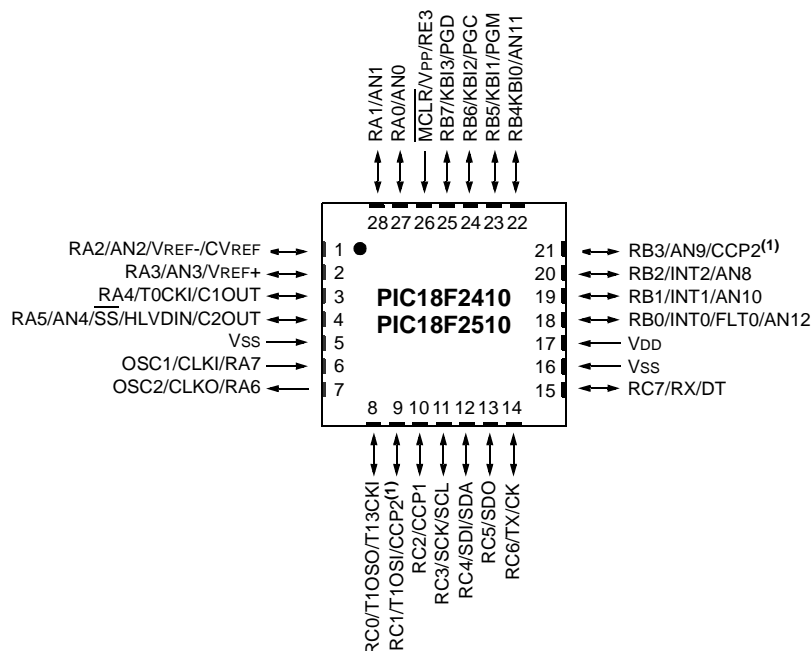 RA1/AN1
RA0/AN0
MCLR/VPP/RE3
RB7/KBI3/PGD
RB6/KBI2/PGC
RB5/KBI1/PGM
RB4KBI0/AN11
28 27 26 25 24 23 22
RA2/AN2/VREF-/CVREF 1
RA3/AN3/VREF+ 2
RA4/T0CKI/C1OUT 3
RA5/AN4/SS/HLVDIN/C2OUT 4
VSS 5
OSC1/CLKI/RA7 6
OSC2/CLKO/RA6 7
PIC18F2410
PIC18F2510
21 RB3/AN9/CCP2(1)
20 RB2/INT2/AN8
19 RB1/INT1/AN10
18 RB0/INT0/FLT0/AN12
17 VDD
16 VSS
15 RC7/RX/DT
8 9 10 11 12 13 14
RC0/T1OSO/T13CKI
RC1/T1OSI/CCP2(1)
RC2/CCP1
RC3/SCK/SCL
RC4/SDI/SDA
RC5/SDO
RC6/TX/CK